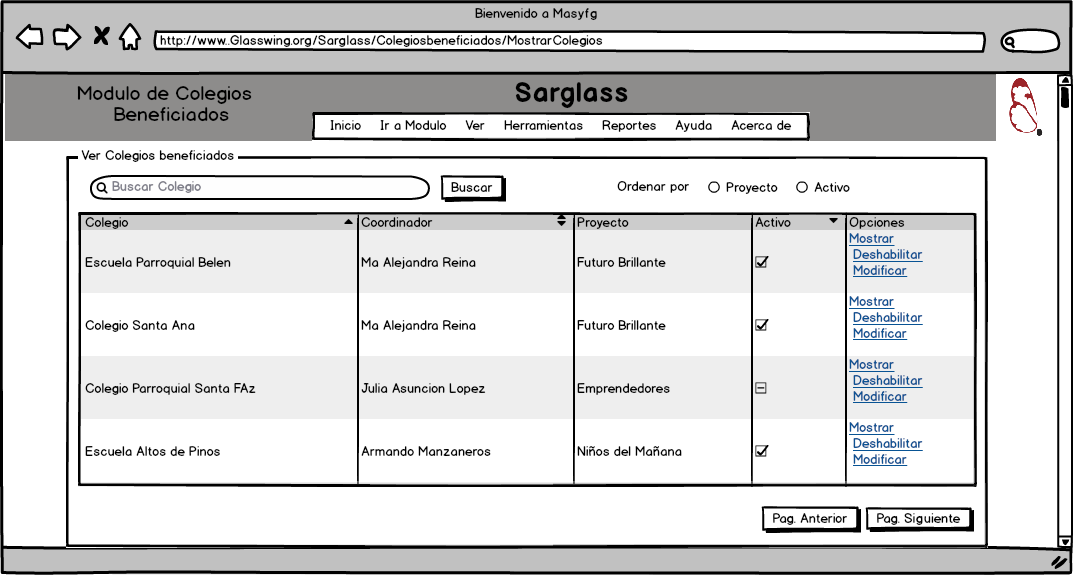 Bienvenido a Masyfg
http://www.Glasswing.org/Sarglass/Colegiosbeneficiados/MostrarColegios
Modulo de Colegios
Beneficiados
Sarglass
Inicio Ir a Modulo Ver Herramientas Reportes Ayuda Acerca de
Ver Colegios beneficiados
Buscar Colegio Buscar Ordenar por Proyecto Activo
Colegio Coordinador Proyecto Activo Opciones
Escuela Parroquial Belen Ma Alejandra Reina Futuro Brillante
Mostrar
Deshabilitar
Modificar
Colegio Santa Ana Ma Alejandra Reina Futuro Brillante
Mostrar
Deshabilitar
Modificar
Colegio Parroquial Santa FAz Julia Asuncion Lopez Emprendedores
Mostrar
Deshabilitar
Modificar
Escuela Altos de Pinos Armando Manzaneros Niños del Mañana
Mostrar
Deshabilitar
Modificar
Pag. Anterior Pag. Siguiente